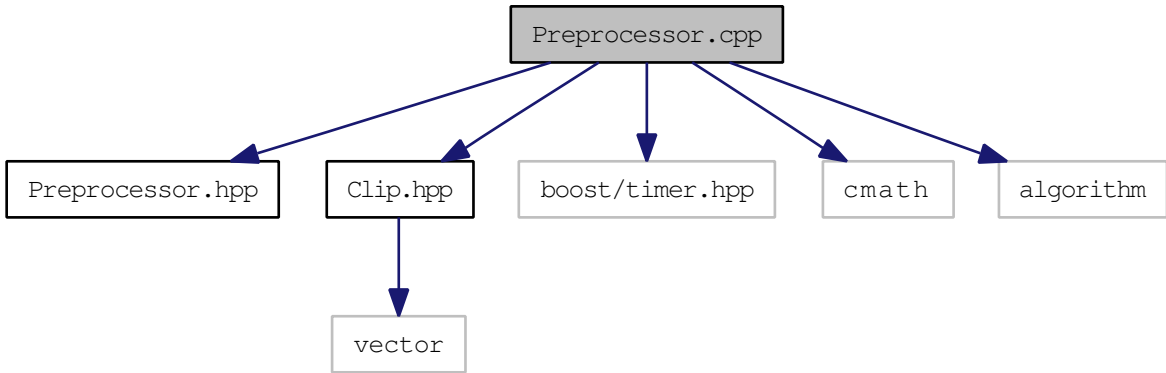 Preprocessor.cpp
Preprocessor.hpp
Clip.hpp
boost/timer.hpp
cmath
algorithm
vector